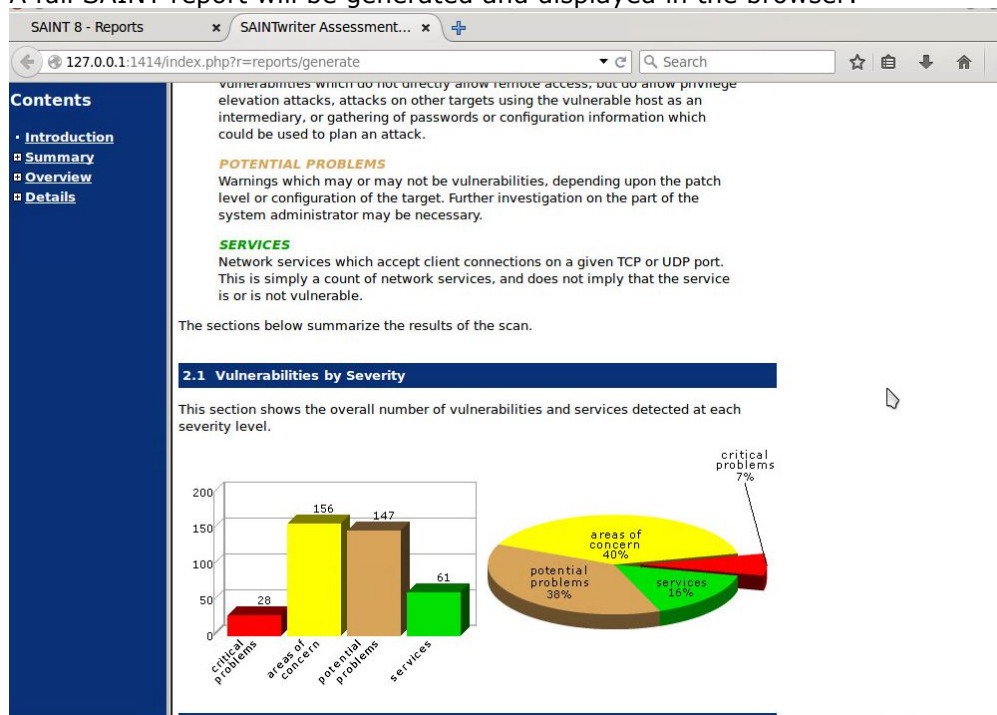 A full SAINT report will be generated and displayed in the browser.
SAINT 8 - Reports
SAINTwriter Assessment...
127.0.0.1:1414/index.php?r=reports/generate
Search
Contents
Introduction
Summary
Overview
Details
vulnerabilities which do not directly allow remote access, but do allow privilege
elevation attacks, attacks on other targets using the vulnerable host as an
intermediary, or gathering of passwords or configuration information which
could be used to plan an attack.
POTENTIAL PROBLEMS
Warnings which may or may not be vulnerabilities, depending upon the patch
level or configuration of the target. Further investigation on the part of the
system administrator may be necessary.
SERVICES
Network services which accept client connections on a given TCP or UDP port.
This is simply a count of network services, and does not imply that the service
is or is not vulnerable.
The sections below summarize the results of the scan.
2.1 Vulnerabilities by Severity
This section shows the overall number of vulnerabilities and services detected at each
severity level.
200
150
100
50
0
28
156
147
61
critical
problems
areas of
concern
potential
problems
services
critical
problems
7%
areas of
concern
40%
potential
problems
38%
services
16%